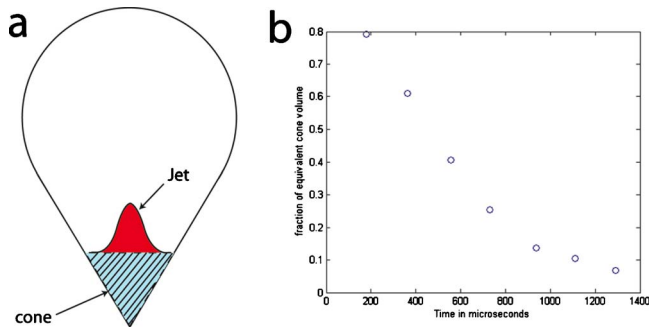 a
Jet
cone
b
fraction of equivalent cone volume
0.8
0.7
0.6
0.5
0.4
0.3
0.2
0.1
0
0 200 400 600 800 1000 1200 1400
Time in microseconds